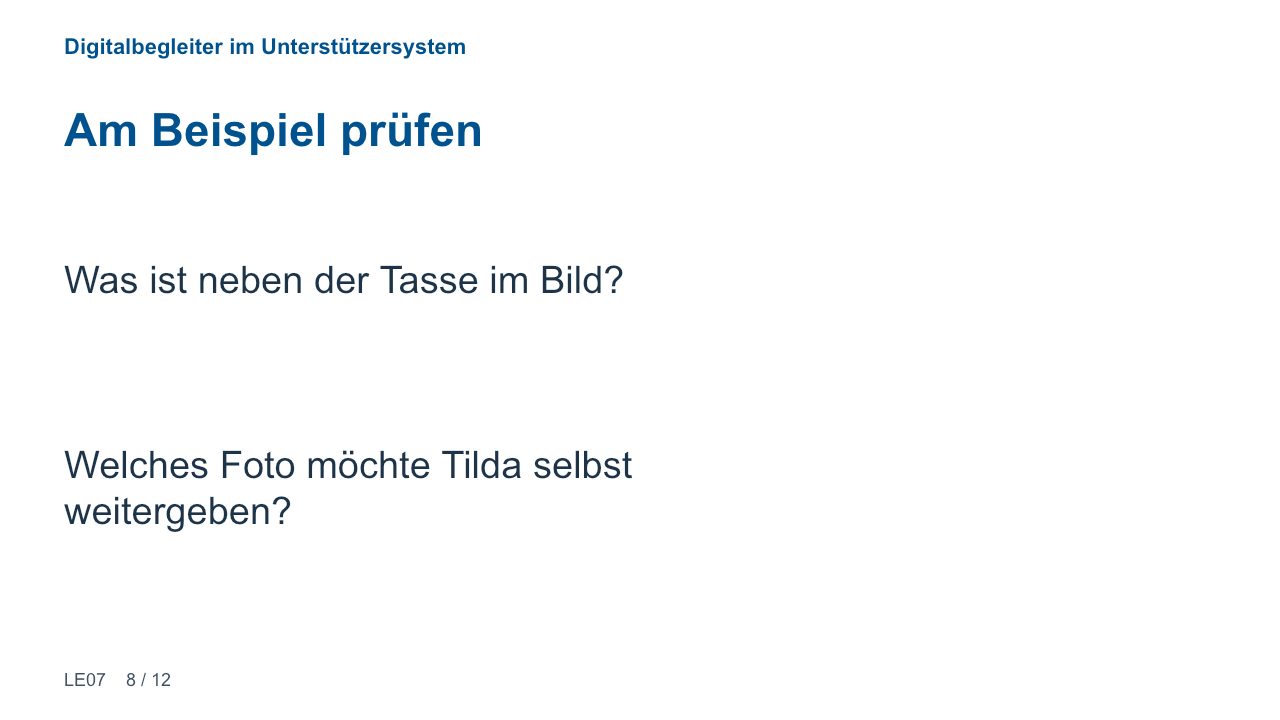 Digitalbegleiter im Unterstützersystem
Am Beispiel prüfen
Was ist neben der Tasse im Bild?
Welches Foto möchte Tilda selbst
weitergeben?
LE07 8 / 12